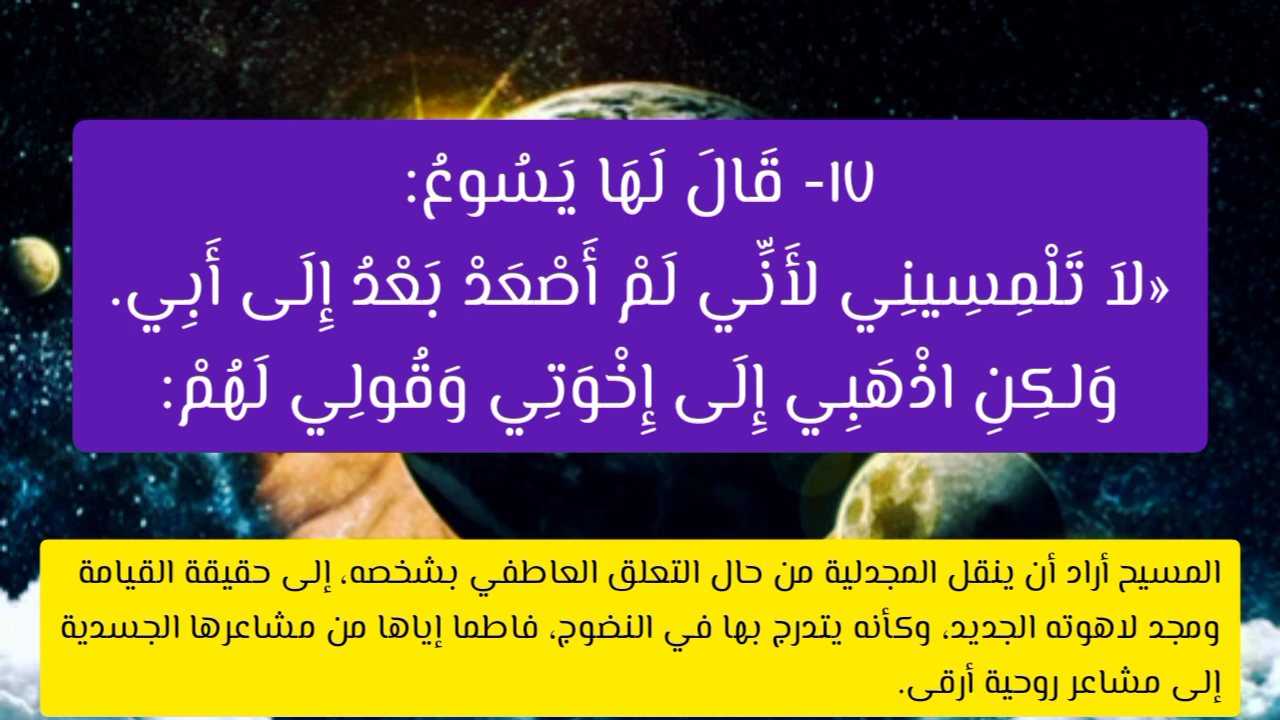 ١٧- قَالَ لَهَا يَسُوعُ:
«لاَ تَلْمِسِينِي لأَنِّي لَمْ أَصْعَدْ بَعْدُ إِلَى أَبِي.
وَلكِنِ اذْهَبِي إِلَى إِخْوَتِي وَقُولِي لَهُمْ:
المسيح أراد أن ينقل المجدلية من حال التعلق العاطفي بشخصه، إلى حقيقة القيامة
ومجد لاهوته الجديد، وكأنه يتدرج بها في النضوج، فاطما إياها من مشاعرها الجسدية
إلى مشاعر روحية أرقى.